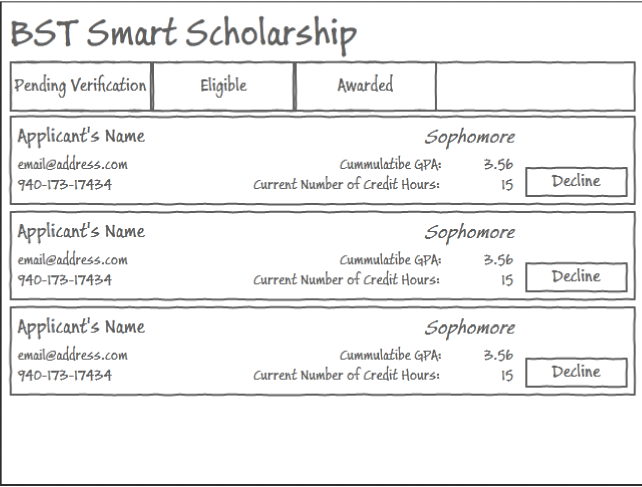 BST Smart Scholarship
Pending Verification Eligible Awarded
Applicant's Name Sophomore
email@address.com Cummulatibe GPA: 3.56
940-173-17434 Current Number of Credit Hours: 15 Decline
Applicant's Name Sophomore
email@address.com Cummulatibe GPA: 3.56
940-173-17434 Current Number of Credit Hours: 15 Decline
Applicant's Name Sophomore
email@address.com Cummulatibe GPA: 3.56
940-173-17434 Current Number of Credit Hours: 15 Decline